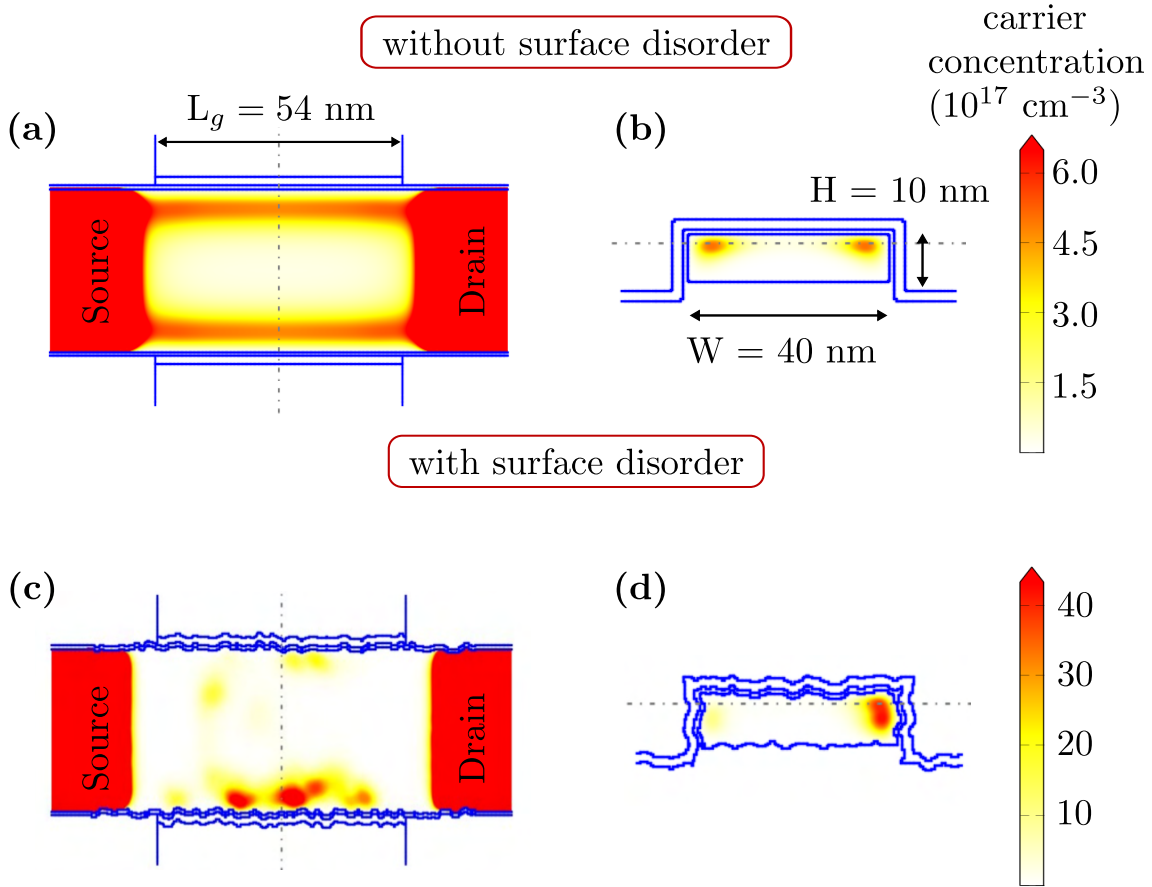 without surface disorder
carrier
concentration
(10^17 cm^−3)
(a)
L_g = 54 nm
(b)
H = 10 nm
6.0
4.5
3.0
1.5
Source
Drain
W = 40 nm
with surface disorder
(c)
(d)
40
30
20
10
Source
Drain